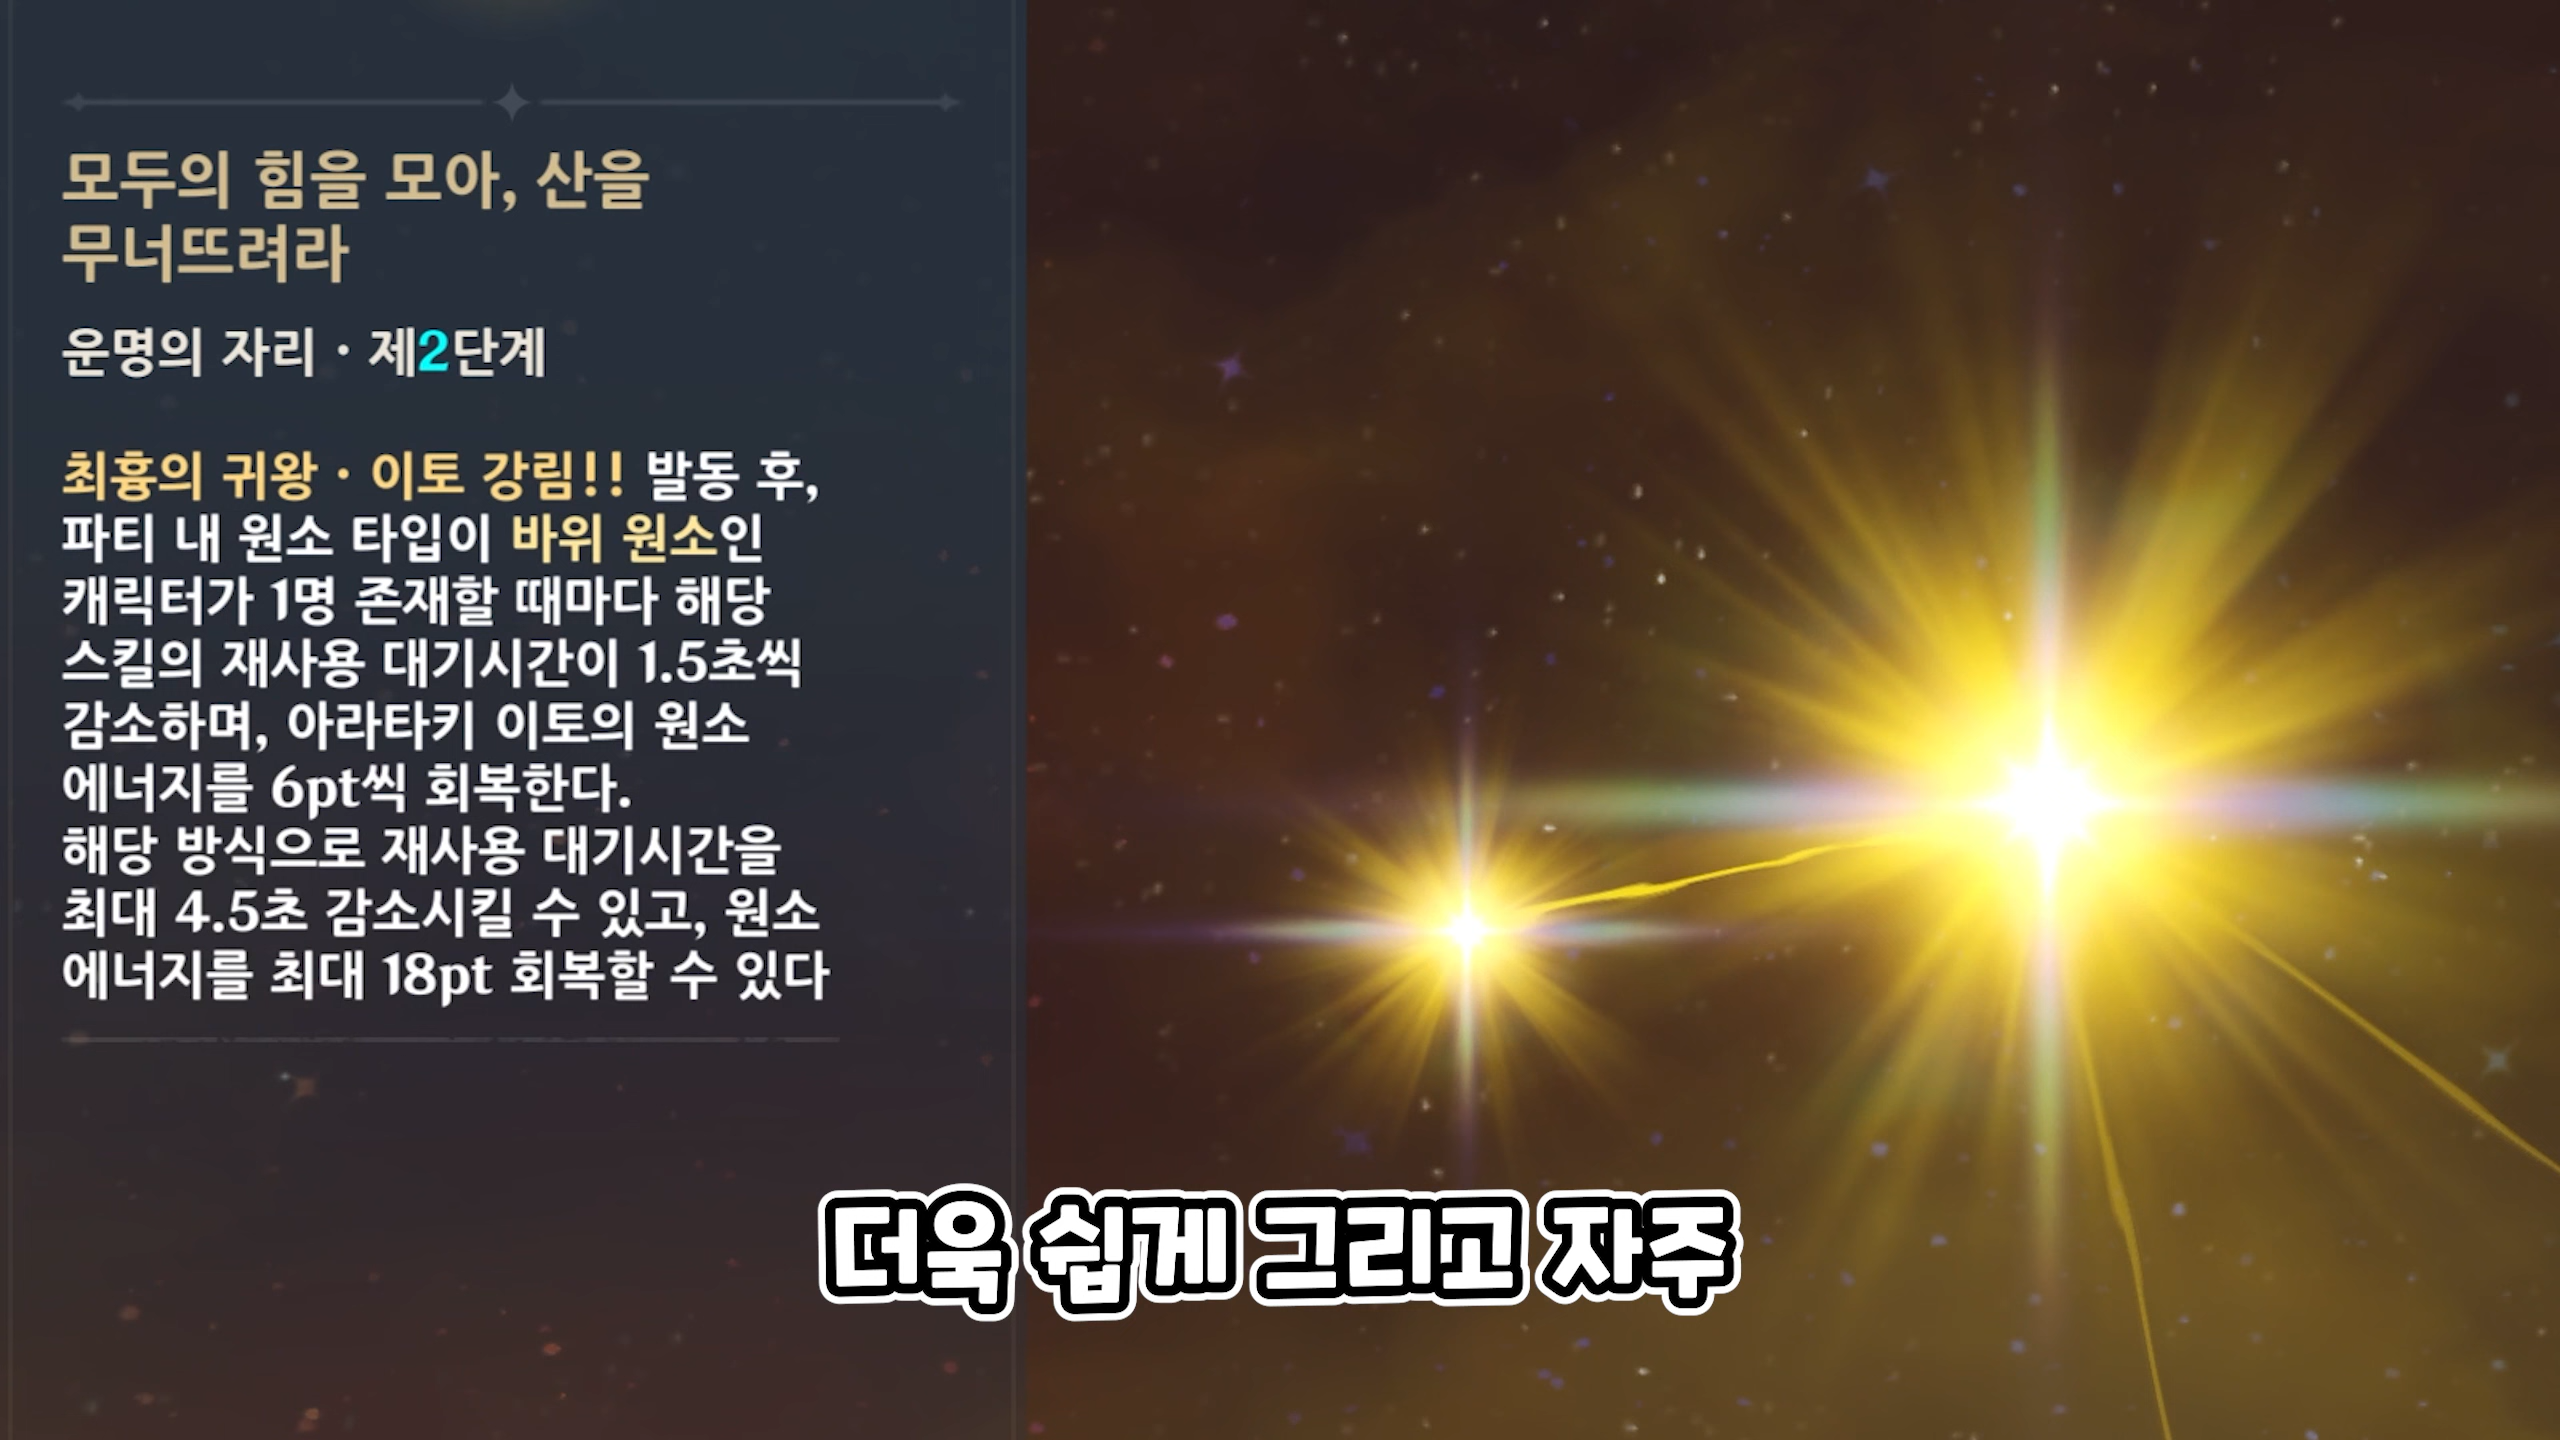 모두의 힘을 모아, 산을
무너뜨려라
운명의 자리 · 제2단계
최흉의 귀왕 · 이토 강림!! 발동 후,
파티 내 원소 타입이 바위 원소인
캐릭터가 1명 존재할 때마다 해당
스킬의 재사용 대기시간이 1.5초씩
감소하며, 아라타키 이토의 원소
에너지를 6pt씩 회복한다.
해당 방식으로 재사용 대기시간을
최대 4.5초 감소시킬 수 있고, 원소
에너지를 최대 18pt 회복할 수 있다
더욱 쉽게 그리고 자주